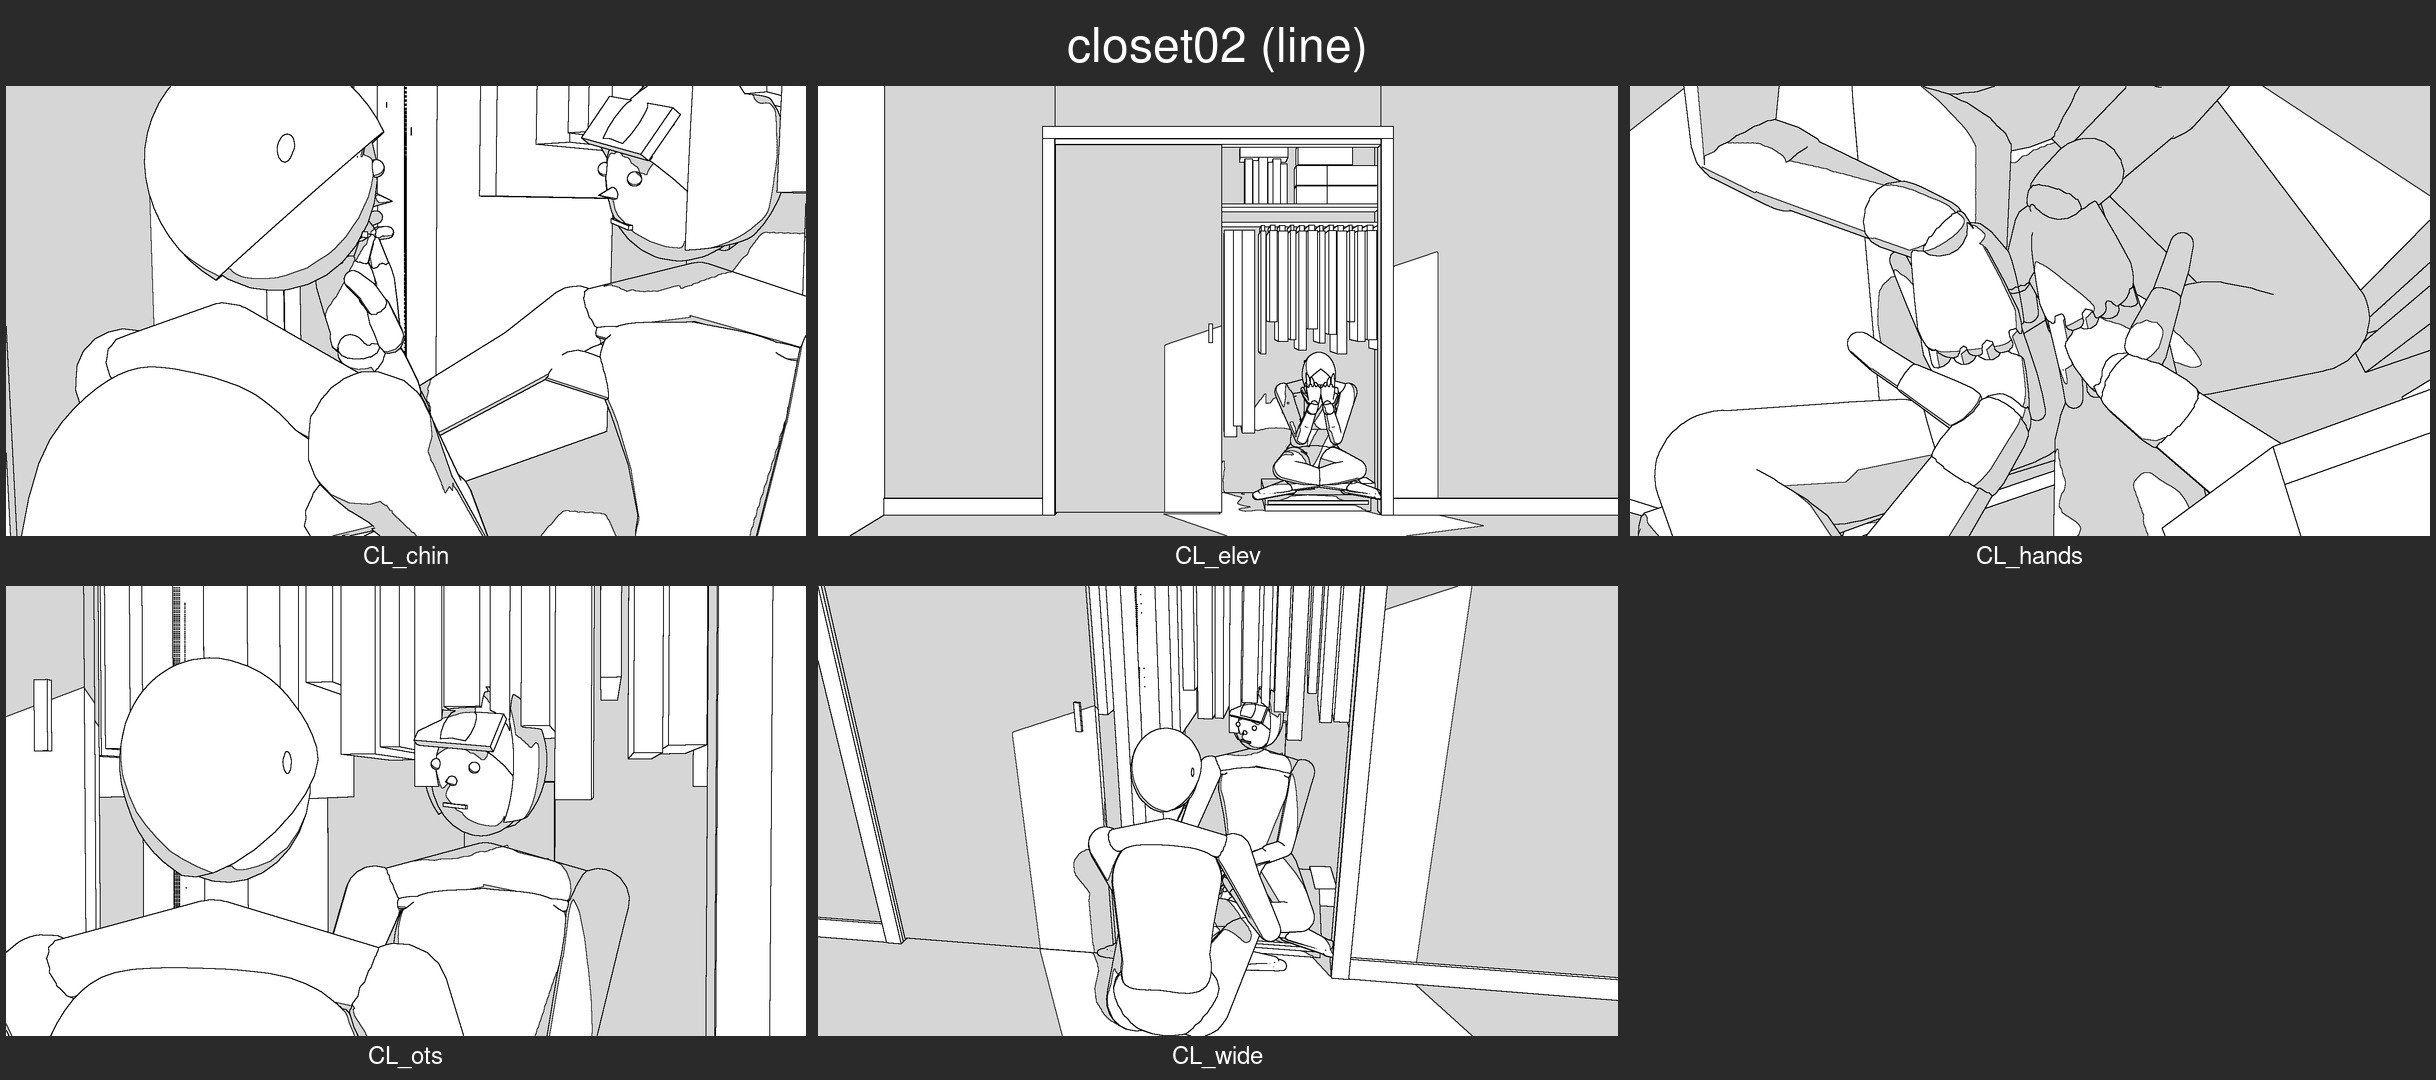 closet02 (line)
CL_chin
CL_elev
CL_hands
CL_ots
CL_wide